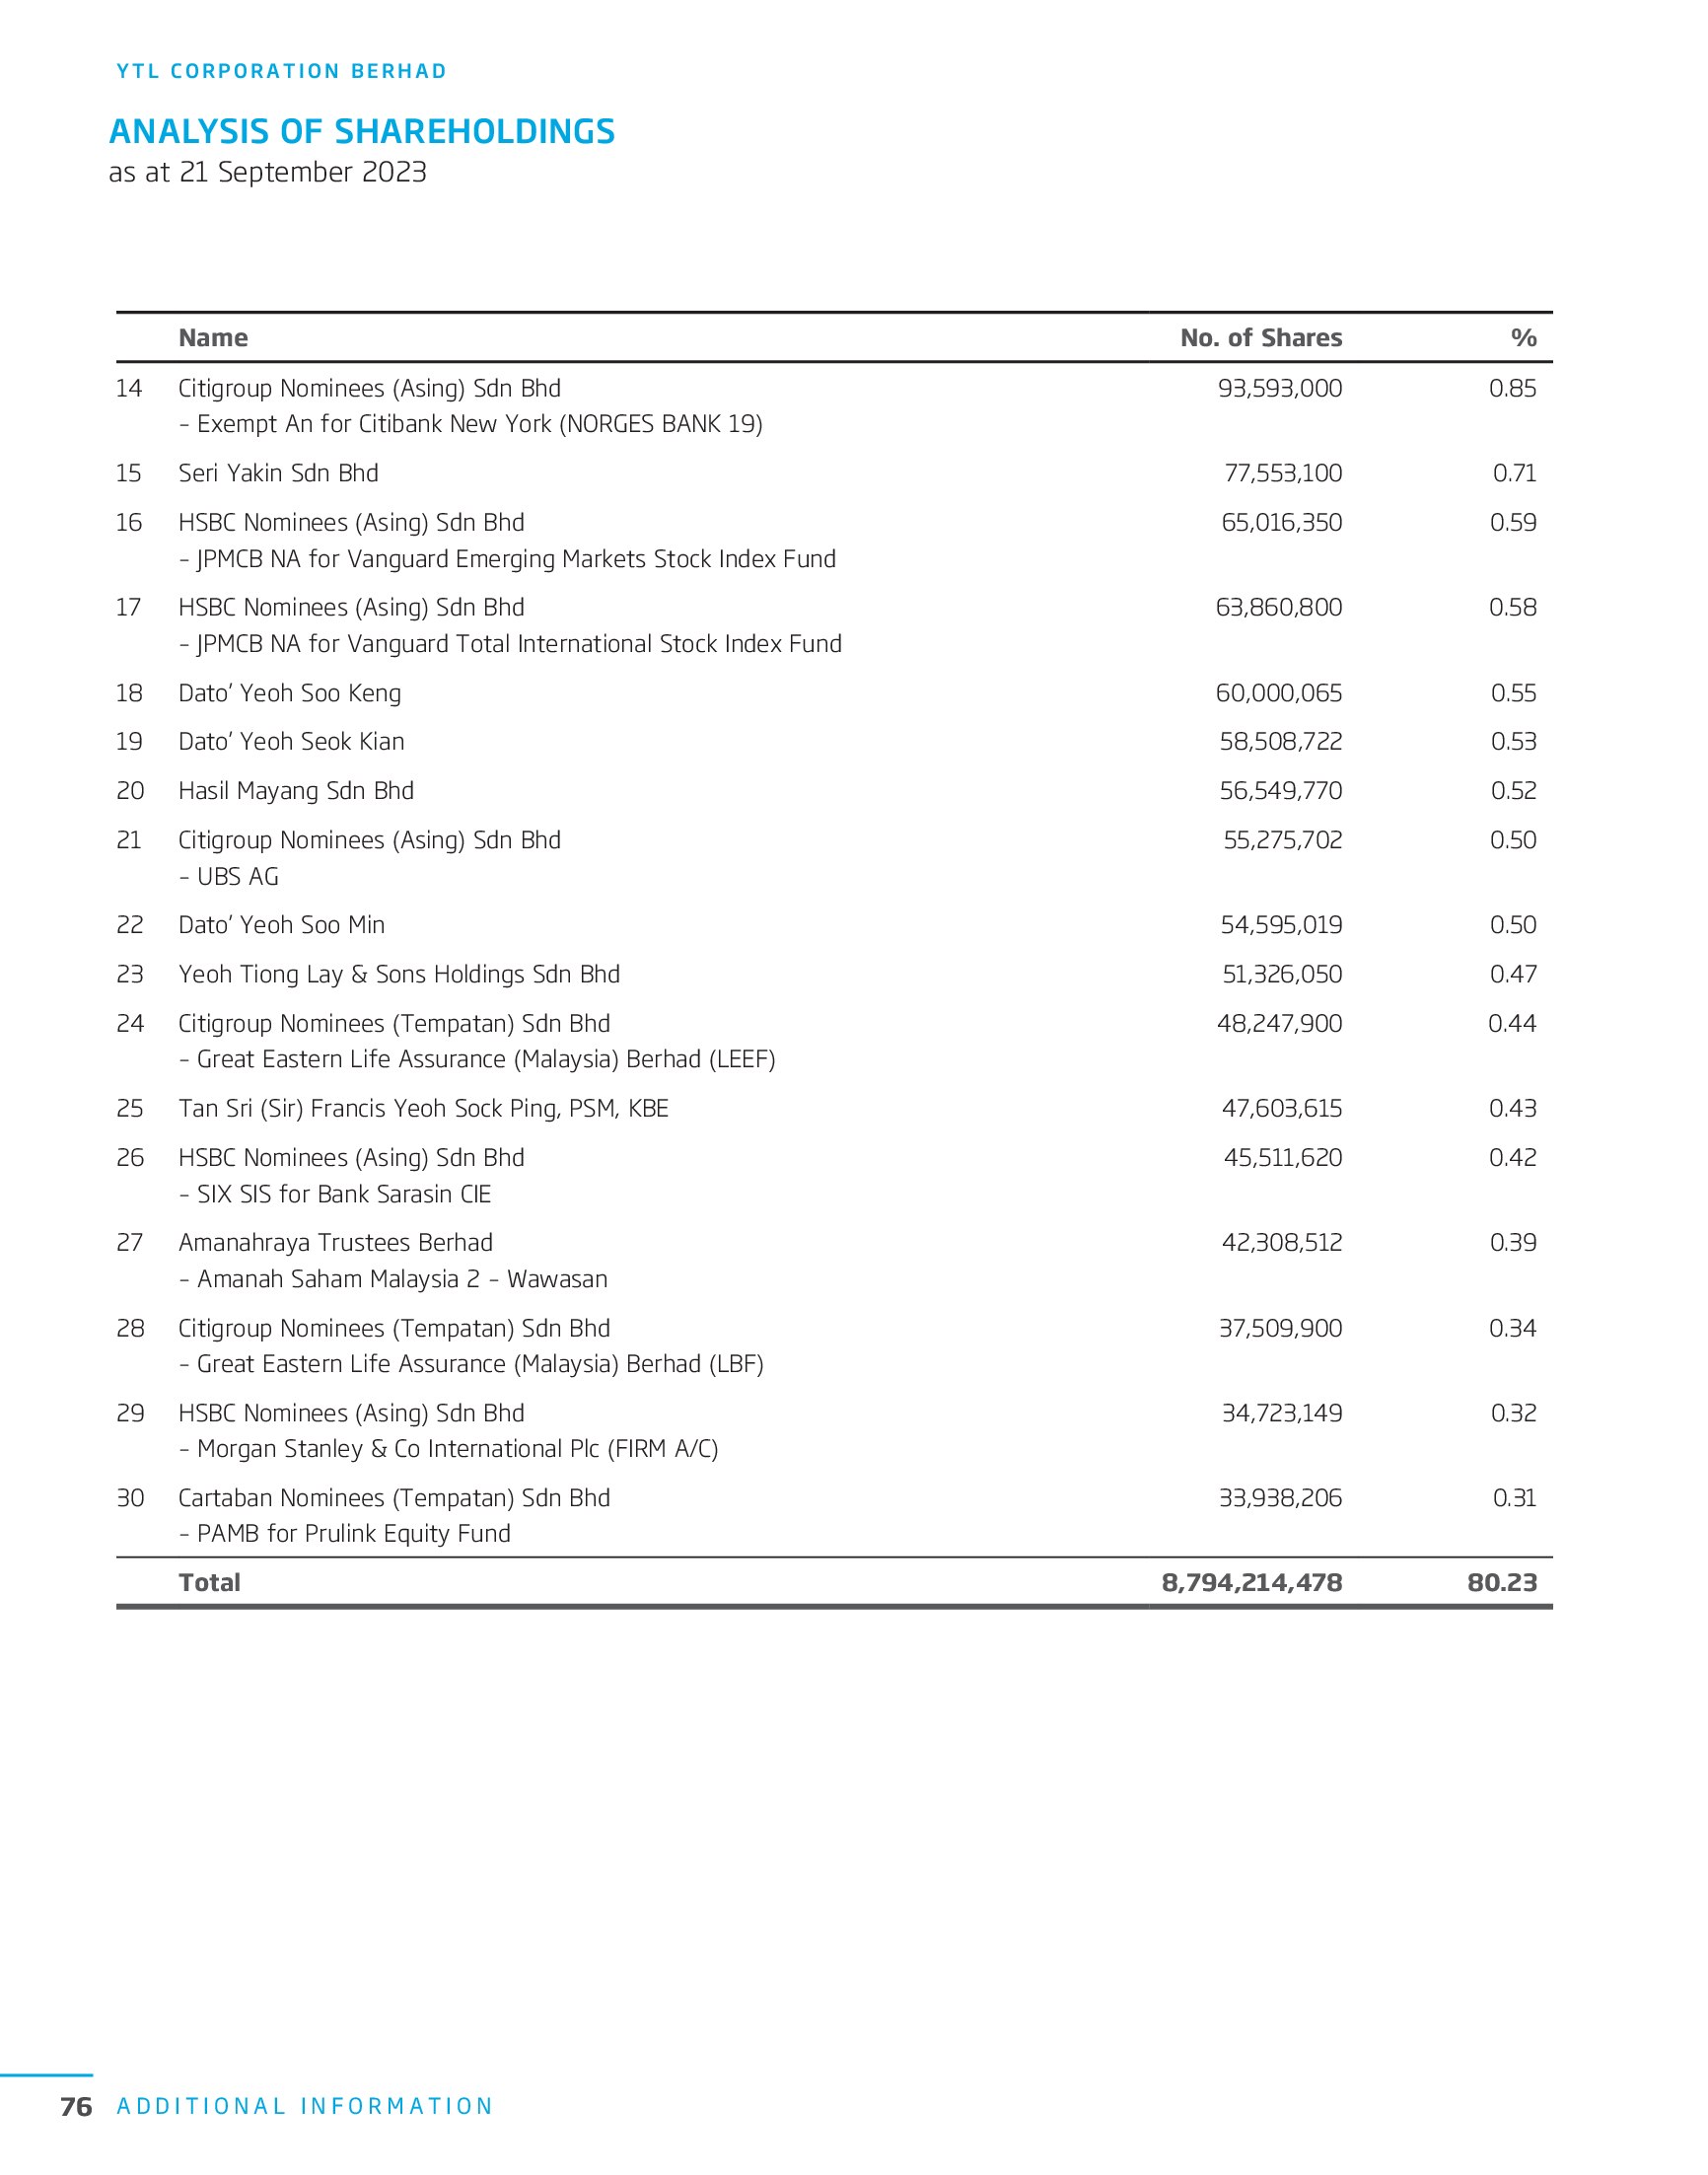 YTL CORPORATION BERHAD
ANALYSIS OF SHAREHOLDINGS
as at 21 September 2023
Name No. of Shares %
14 Citigroup Nominees (Asing) Sdn Bhd 93,593,000 0.85
– Exempt An for Citibank New York (NORGES BANK 19)
15 Seri Yakin Sdn Bhd 77,553,100 0.71
16 HSBC Nominees (Asing) Sdn Bhd 65,016,350 0.59
– JPMCB NA for Vanguard Emerging Markets Stock Index Fund
17 HSBC Nominees (Asing) Sdn Bhd 63,860,800 0.58
– JPMCB NA for Vanguard Total International Stock Index Fund
18 Dato’ Yeoh Soo Keng 60,000,065 0.55
19 Dato’ Yeoh Seok Kian 58,508,722 0.53
20 Hasil Mayang Sdn Bhd 56,549,770 0.52
21 Citigroup Nominees (Asing) Sdn Bhd 55,275,702 0.50
– UBS AG
22 Dato’ Yeoh Soo Min 54,595,019 0.50
23 Yeoh Tiong Lay & Sons Holdings Sdn Bhd 51,326,050 0.47
24 Citigroup Nominees (Tempatan) Sdn Bhd 48,247,900 0.44
– Great Eastern Life Assurance (Malaysia) Berhad (LEEF)
25 Tan Sri (Sir) Francis Yeoh Sock Ping, PSM, KBE 47,603,615 0.43
26 HSBC Nominees (Asing) Sdn Bhd 45,511,620 0.42
– SIX SIS for Bank Sarasin CIE
27 Amanahraya Trustees Berhad 42,308,512 0.39
– Amanah Saham Malaysia 2 – Wawasan
28 Citigroup Nominees (Tempatan) Sdn Bhd 37,509,900 0.34
– Great Eastern Life Assurance (Malaysia) Berhad (LBF)
29 HSBC Nominees (Asing) Sdn Bhd 34,723,149 0.32
– Morgan Stanley & Co International Plc (FIRM A/C)
30 Cartaban Nominees (Tempatan) Sdn Bhd 33,938,206 0.31
– PAMB for Prulink Equity Fund
Total 8,794,214,478 80.23
76 ADDITIONAL INFORMATION